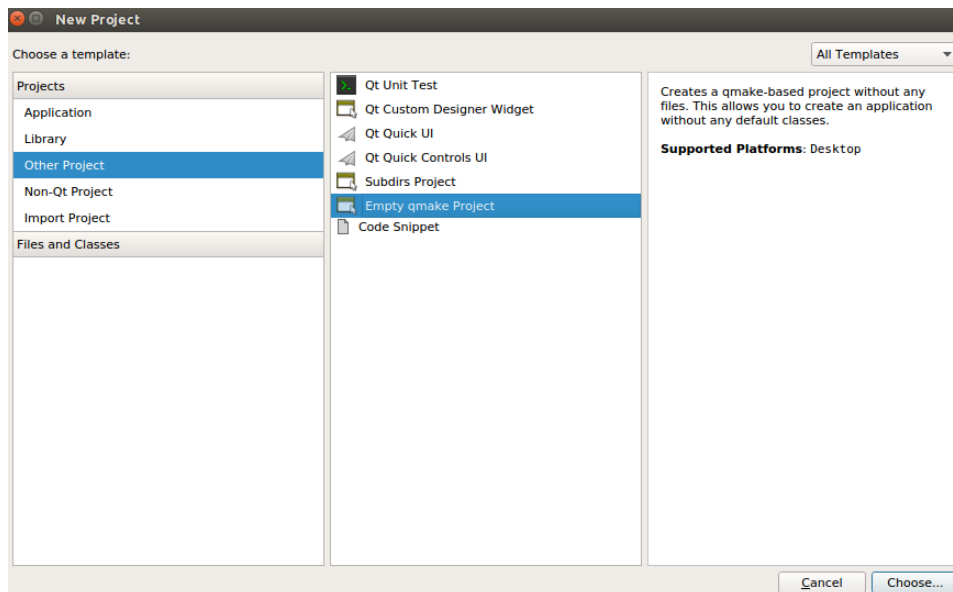 New Project
Choose a template:
All Templates
Projects
Application
Library
Other Project
Non-Qt Project
Import Project
Files and Classes
Qt Unit Test
Qt Custom Designer Widget
Qt Quick UI
Qt Quick Controls UI
Subdirs Project
Empty qmake Project
Code Snippet
Creates a qmake-based project without any
files. This allows you to create an application
without any default classes.
Supported Platforms: Desktop
Cancel
Choose...